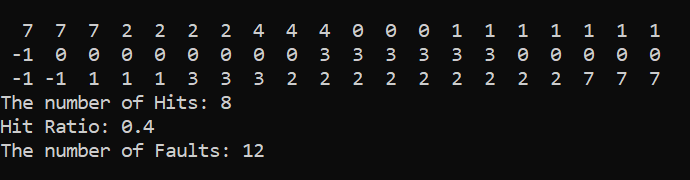 7 7 7 2 2 2 2 4 4 4 0 0 0 1 1 1 1 1 1 1
-1 0 0 0 0 0 0 0 0 3 3 3 3 3 3 0 0 0 0 0
-1 -1 1 1 1 3 3 3 2 2 2 2 2 2 2 2 2 7 7 7
The number of Hits: 8
Hit Ratio: 0.4
The number of Faults: 12